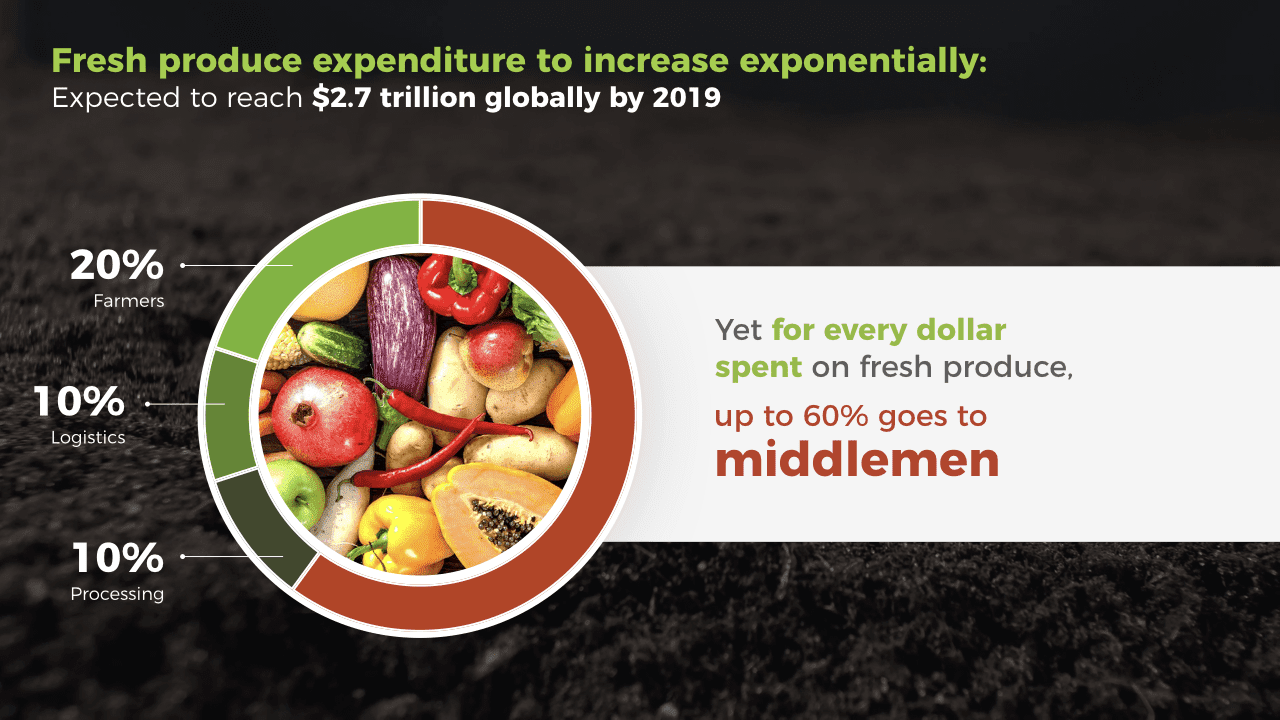 Fresh produce expenditure to increase exponentially:
Expected to reach $2.7 trillion globally by 2019
20%
Farmers
10%
Logistics
10%
Processing
Yet for every dollar
spent on fresh produce,
up to 60% goes to
middlemen